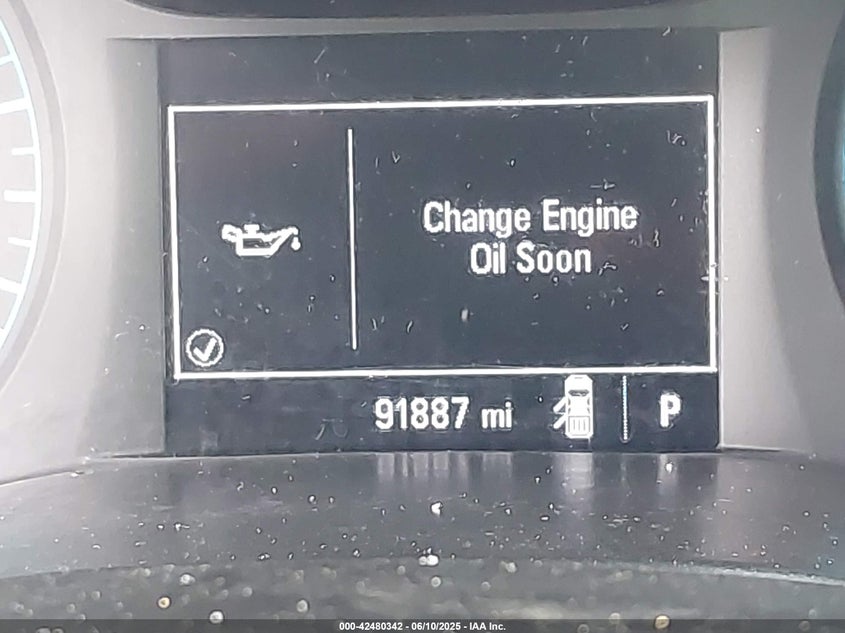 Change Engine
Oil Soon
91887 mi
P
000-42480342 - 06/10/2025 - IAA Inc.